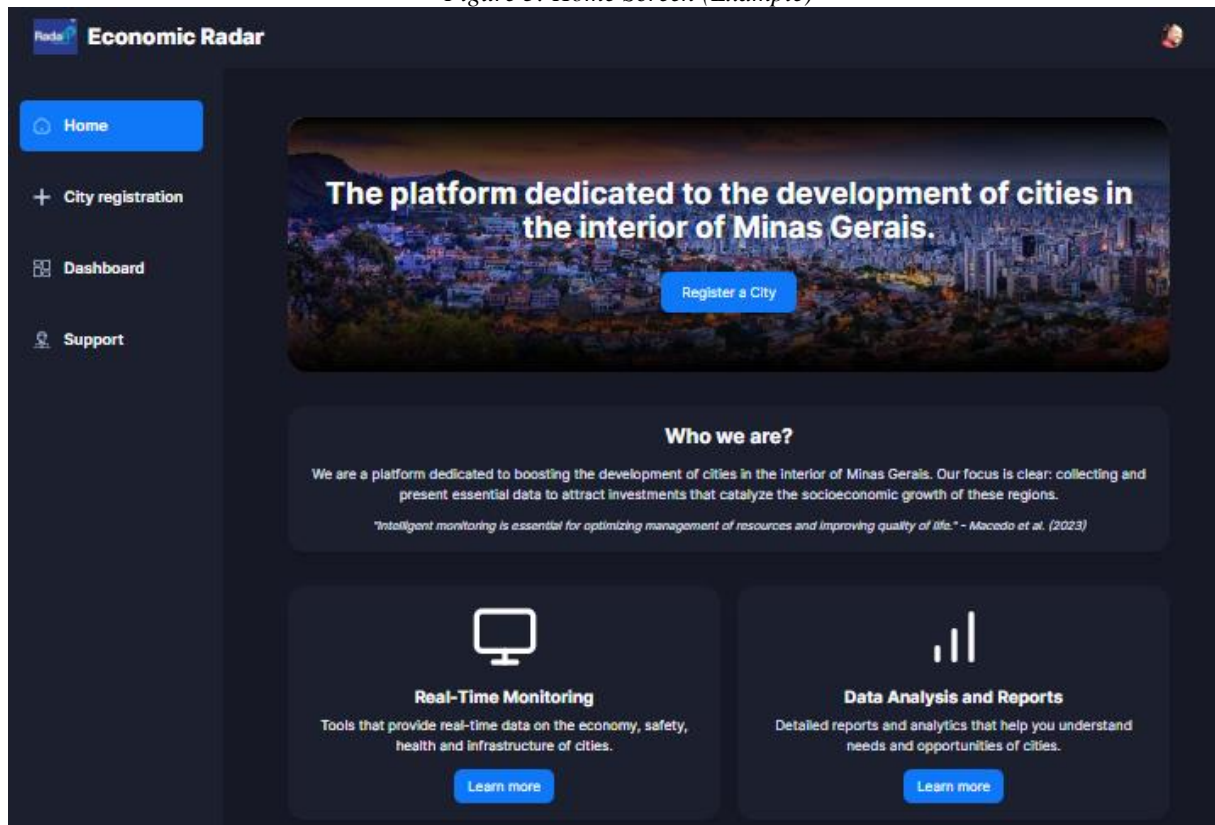 Figure 3: Home Screen (Example)
Economic Radar
Home
City registration
Dashboard
Support
The platform dedicated to the development of cities in
the interior of Minas Gerais.
Register a City
Who we are?
We are a platform dedicated to boosting the development of cities in the interior of Minas Gerais. Our focus is clear: collecting and
present essential data to attract investments that catalyze the socioeconomic growth of these regions.
"Intelligent monitoring is essential for optimizing management of resources and improving quality of life." - Macedo et al. (2023)
Real-Time Monitoring
Tools that provide real-time data on the economy, safety,
health and infrastructure of cities.
Learn more
Data Analysis and Reports
Detailed reports and analytics that help you understand
needs and opportunities of cities.
Learn more